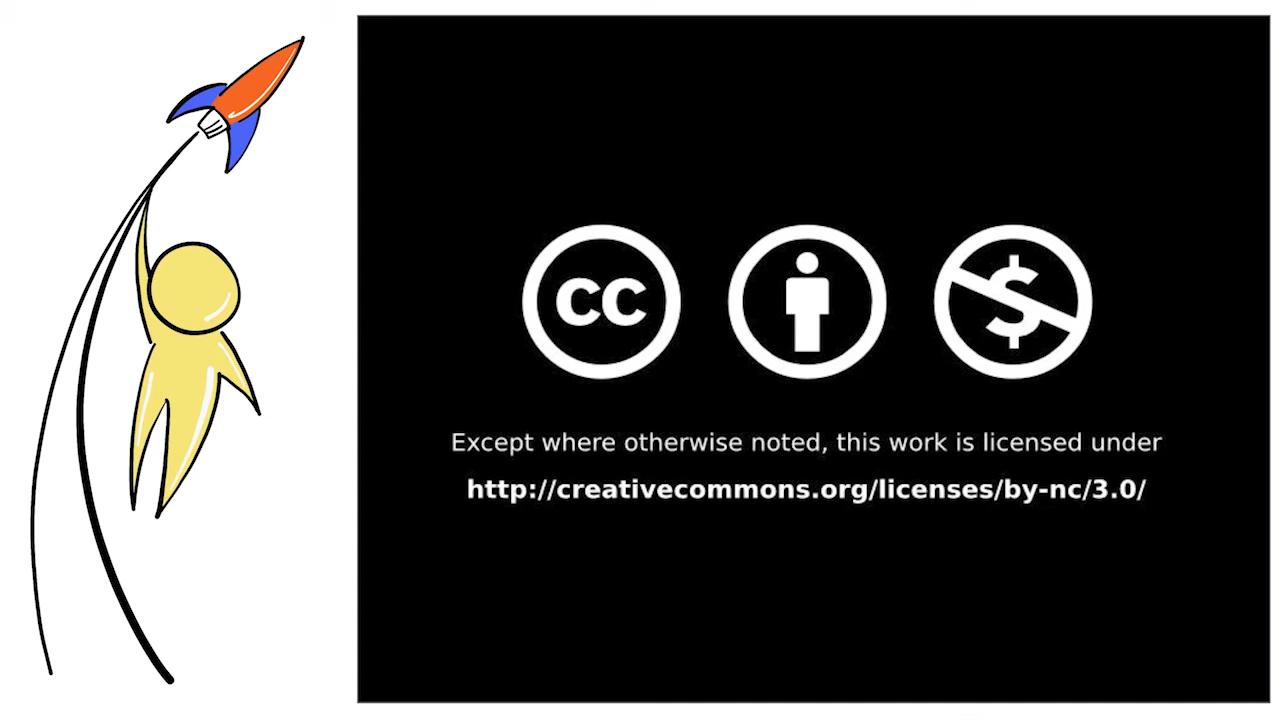 cc
$
Except where otherwise noted, this work is licensed under
http://creativecommons.org/licenses/by-nc/3.0/